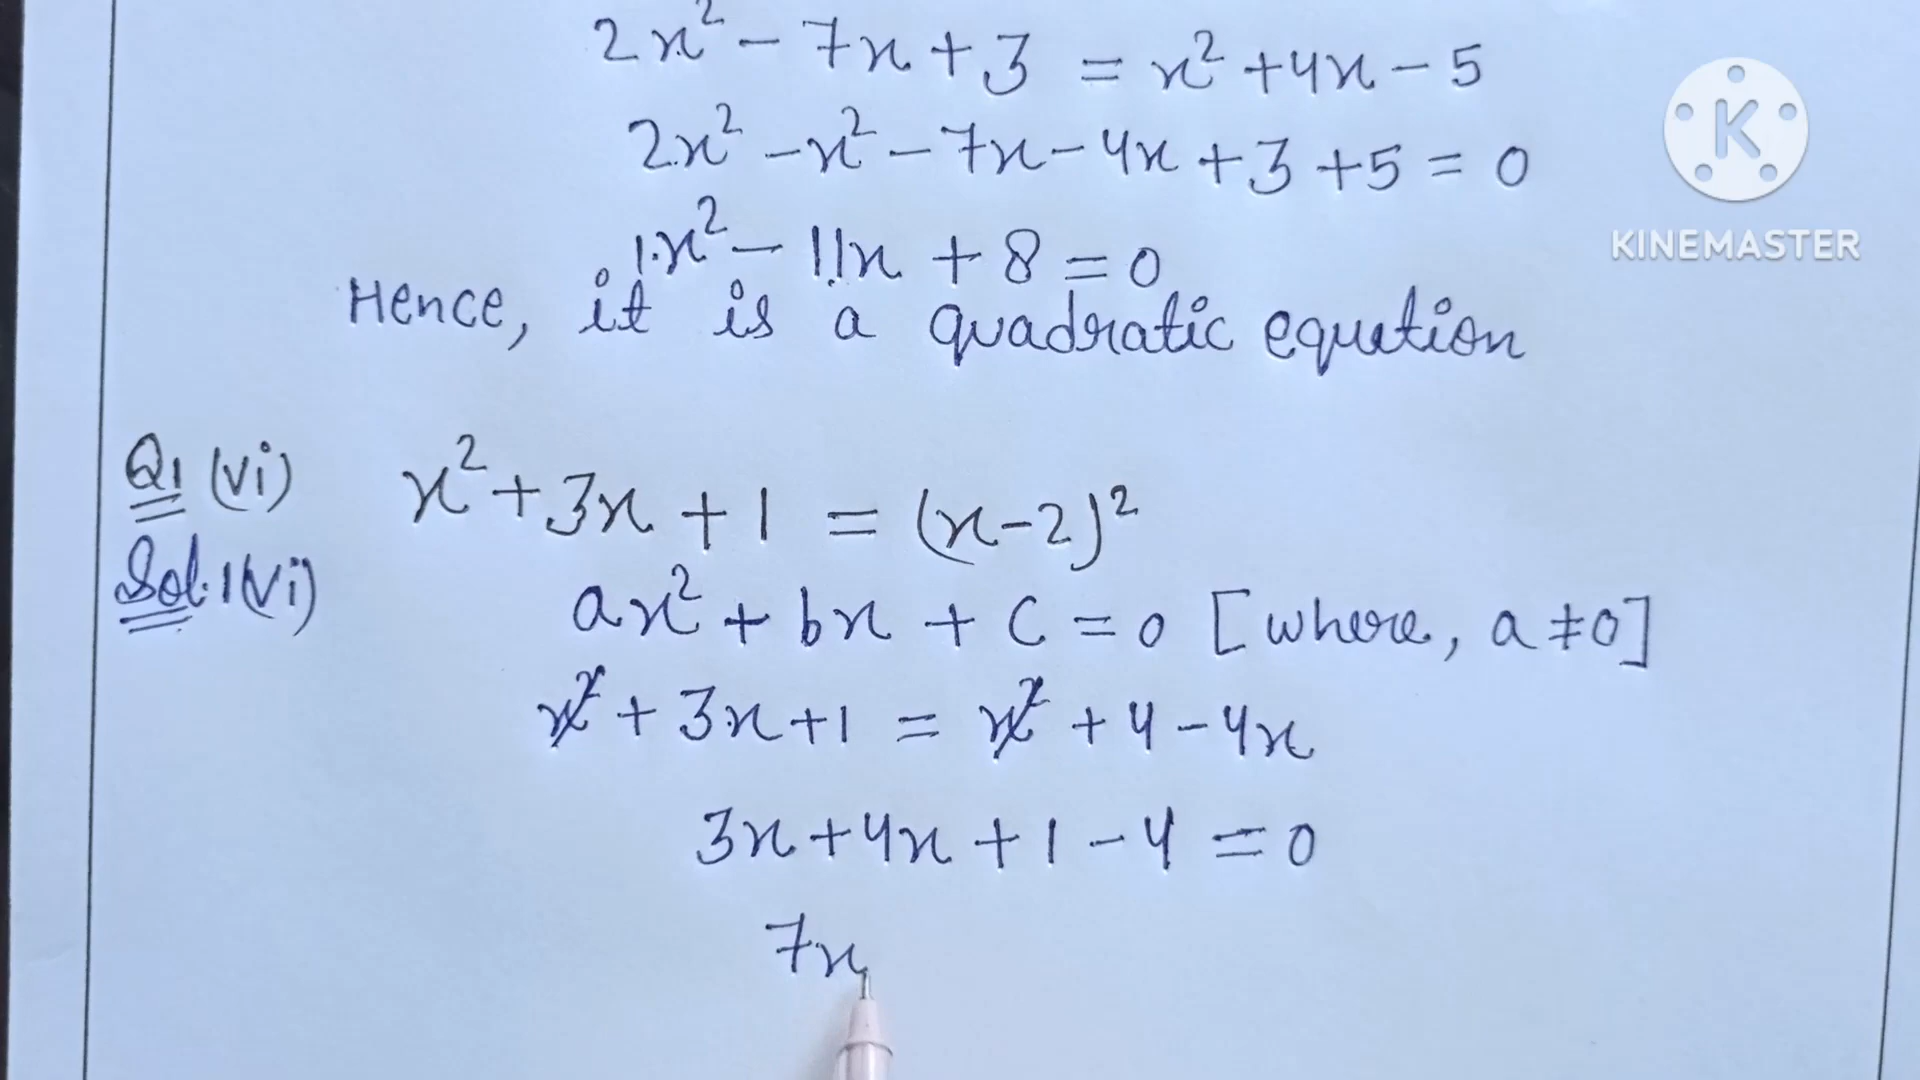 2x² - 7x + 3 = x² + 4x - 5
2x² - x² - 7x - 4x + 3 + 5 = 0
1.x² - 11x + 8 = 0
Hence, it is a quadratic equation
Q1 (vi) x² + 3x + 1 = (x-2)²
Sol. 1(vi)
ax² + bx + c = 0 [where, a ≠ 0]
x² + 3x + 1 = x² + 4 - 4x
3x + 4x + 1 - 4 = 0
7x
K
KINEMASTER